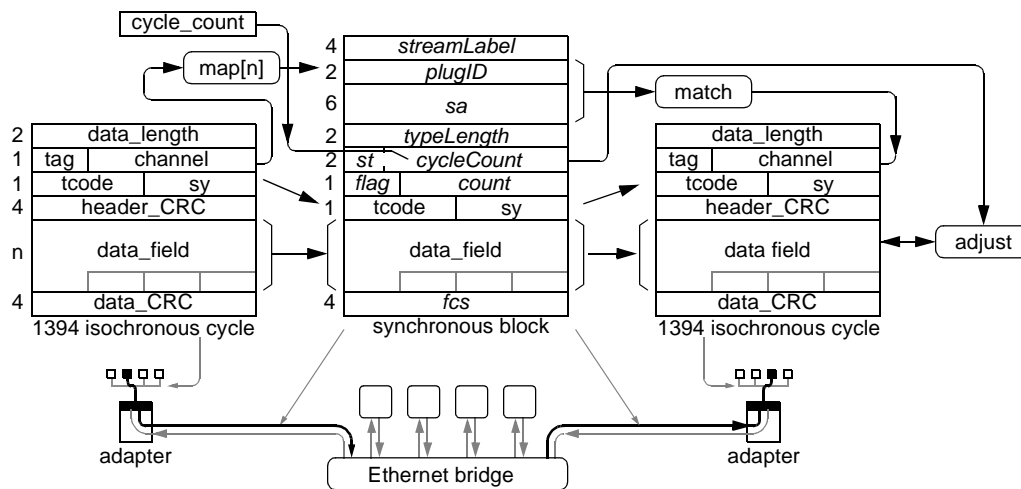 cycle_count
map[n]
4 streamLabel
2 plugID
6 sa
2 typeLength
2 st cycleCount
1 flag count
1 tcode sy
data_field
4 fcs
synchronous block
match
2 data_length
1 tag channel
1 tcode sy
4 header_CRC
n data_field
4 data_CRC
1394 isochronous cycle
data_length
tag channel
tcode sy
header_CRC
data field
data_CRC
1394 isochronous cycle
adjust
adapter
Ethernet bridge
adapter